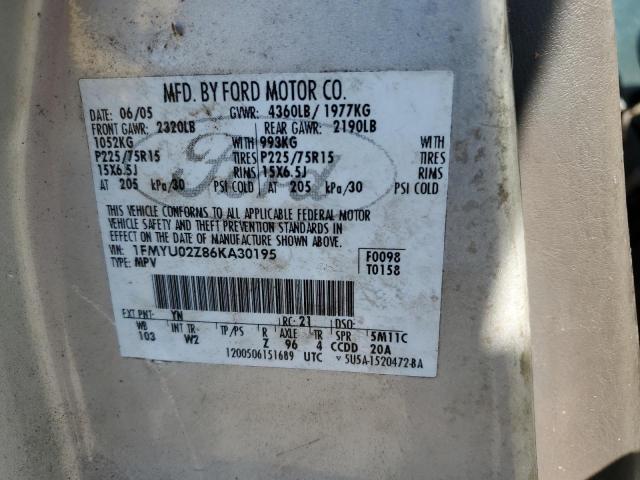 MFD. BY FORD MOTOR CO.
DATE: 06/05 GVWR: 4360LB/ 1977KG
FRONT GAWR: 2320LB REAR GAWR: 2190LB
1052KG WITH 993KG WITH
P225/75R15 TIRES P225/75R15 TIRES
15X6.5J RIMS 15X6.5J RIMS
AT 205 kPa/30 PSI COLD AT 205 kPa/30 PSI COLD
Ford
THIS VEHICLE CONFORMS TO ALL APPLICABLE FEDERAL MOTOR
VEHICLE SAFETY AND THEFT PREVENTION STANDARDS IN
EFFECT ON THE DATE OF MANUFACTURE SHOWN ABOVE.
VIN: 1FMYU02Z86KA30195 F0098
TYPE: MPV T0158
EXT PNT: YN RC: 21 DSO:
WB INT TR TP/PS R AXLE TR SPR 5M11C
103 W2 Z 96 4 CCDD 20A
1200506151689 UTC V 5U5A-1520472-BA